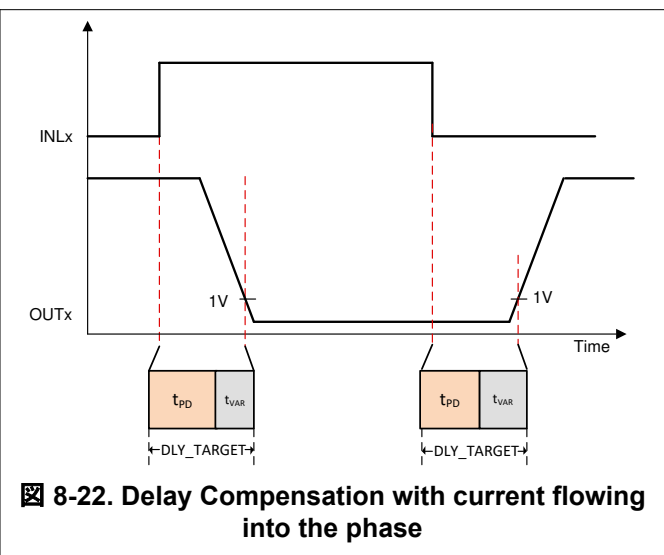 INLx
1V
1V
OUTx
Time
tPD tVAR
tPD tVAR
DLY_TARGET
DLY_TARGET
図 8-22. Delay Compensation with current flowing
into the phase